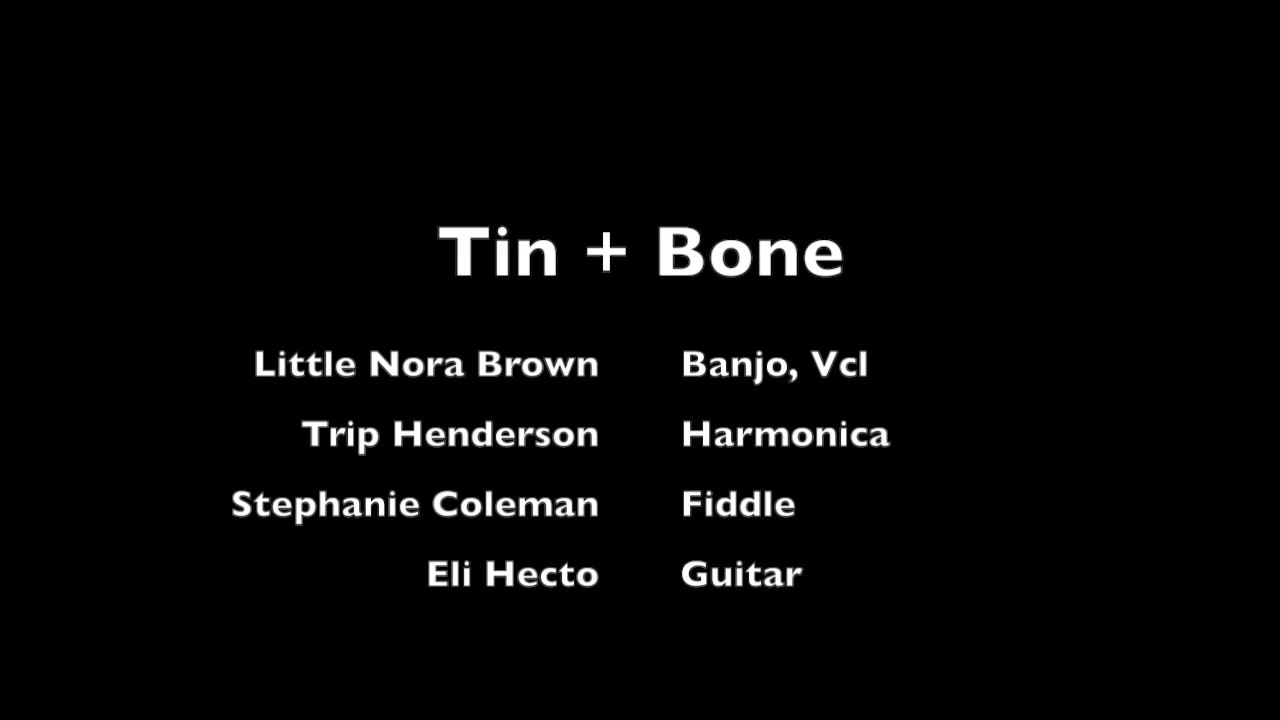 Tin + Bone
Little Nora Brown Banjo, Vcl
Trip Henderson Harmonica
Stephanie Coleman Fiddle
Eli Hecto Guitar